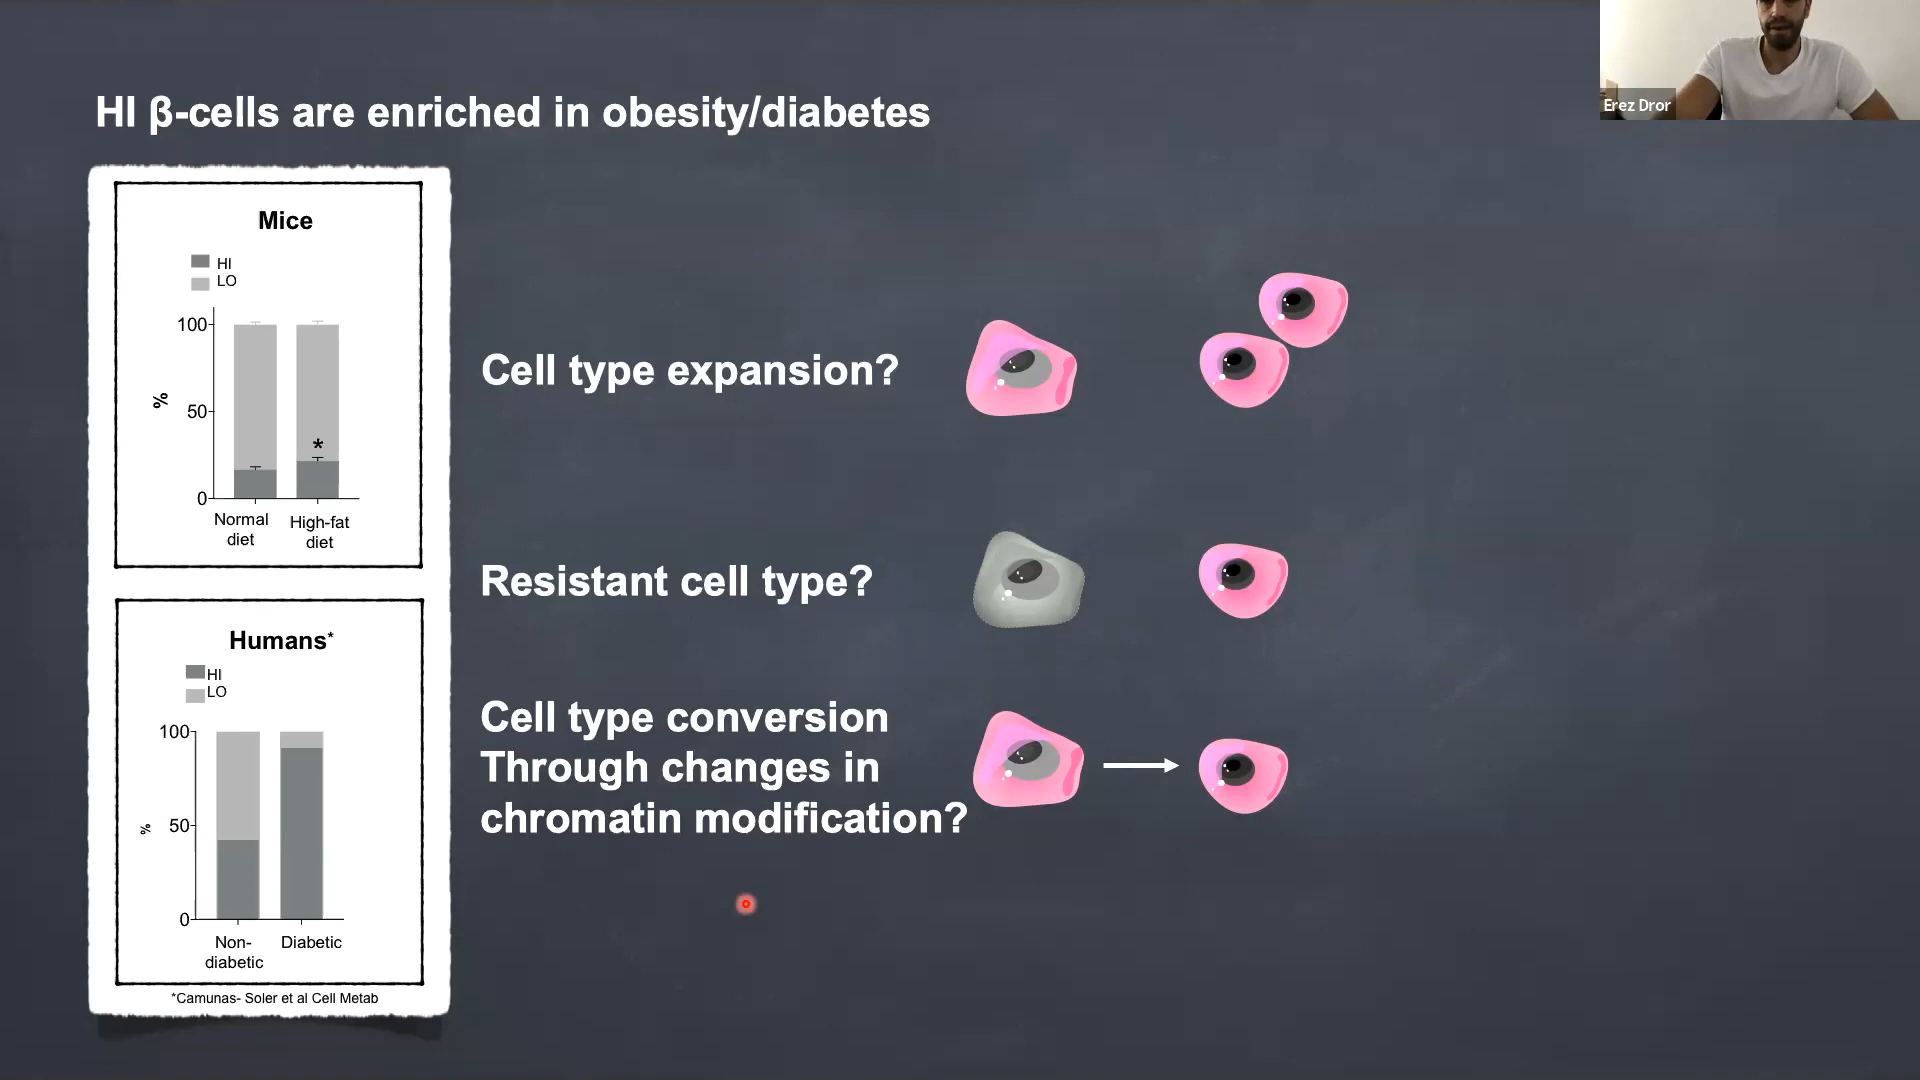 Erez Dror
HI β-cells are enriched in obesity/diabetes
Mice
HI
LO
100
50
0
%
*
Normal
diet
High-fat
diet
Humans*
HI
LO
100
50
0
%
Non-
diabetic
Diabetic
*Camunas- Soler et al Cell Metab
Cell type expansion?
Resistant cell type?
Cell type conversion
Through changes in
chromatin modification?